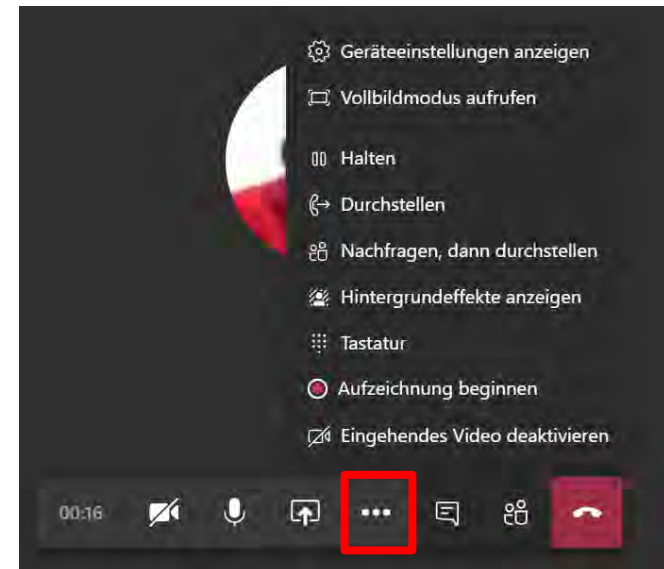 Geräteeinstellungen anzeigen
Vollbildmodus aufrufen
Halten
Durchstellen
Nachfragen, dann durchstellen
Hintergrundeffekte anzeigen
Tastatur
Aufzeichnung beginnen
Eingehendes Video deaktivieren
00:16